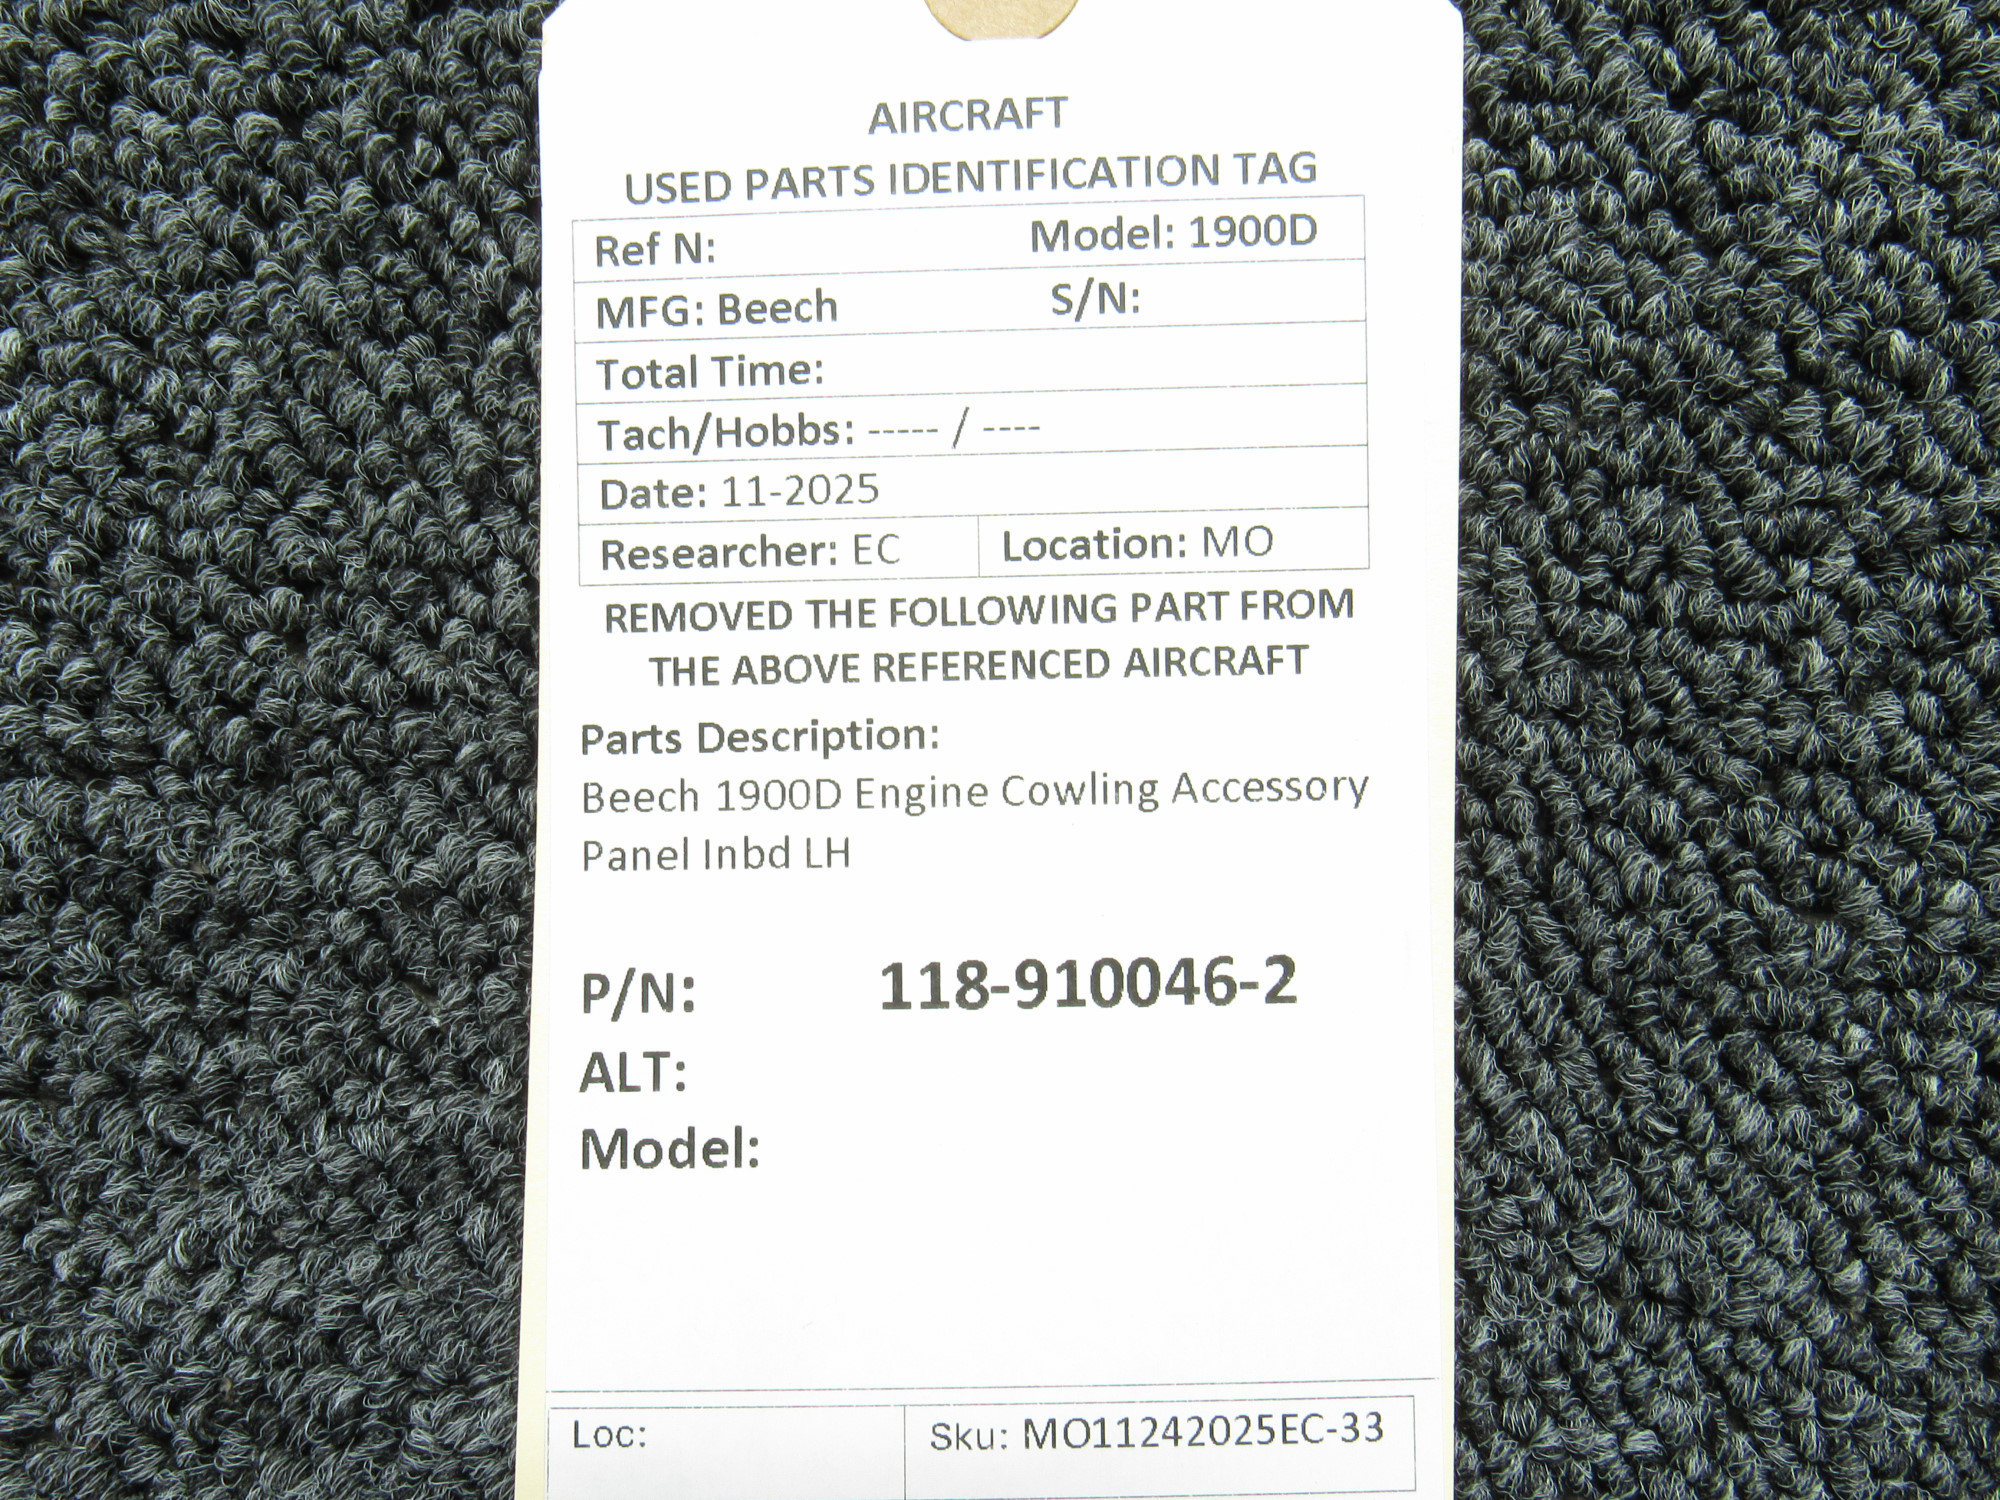 AIRCRAFT
USED PARTS IDENTIFICATION TAG
Ref N: Model: 1900D
MFG: Beech S/N:
Total Time:
Tach/Hobbs: ----- / ----
Date: 11-2025
Researcher: EC Location: MO
REMOVED THE FOLLOWING PART FROM
THE ABOVE REFERENCED AIRCRAFT
Parts Description:
Beech 1900D Engine Cowling Accessory
Panel Inbd LH
P/N: 118-910046-2
ALT:
Model:
Loc: Sku: MO11242025EC-33